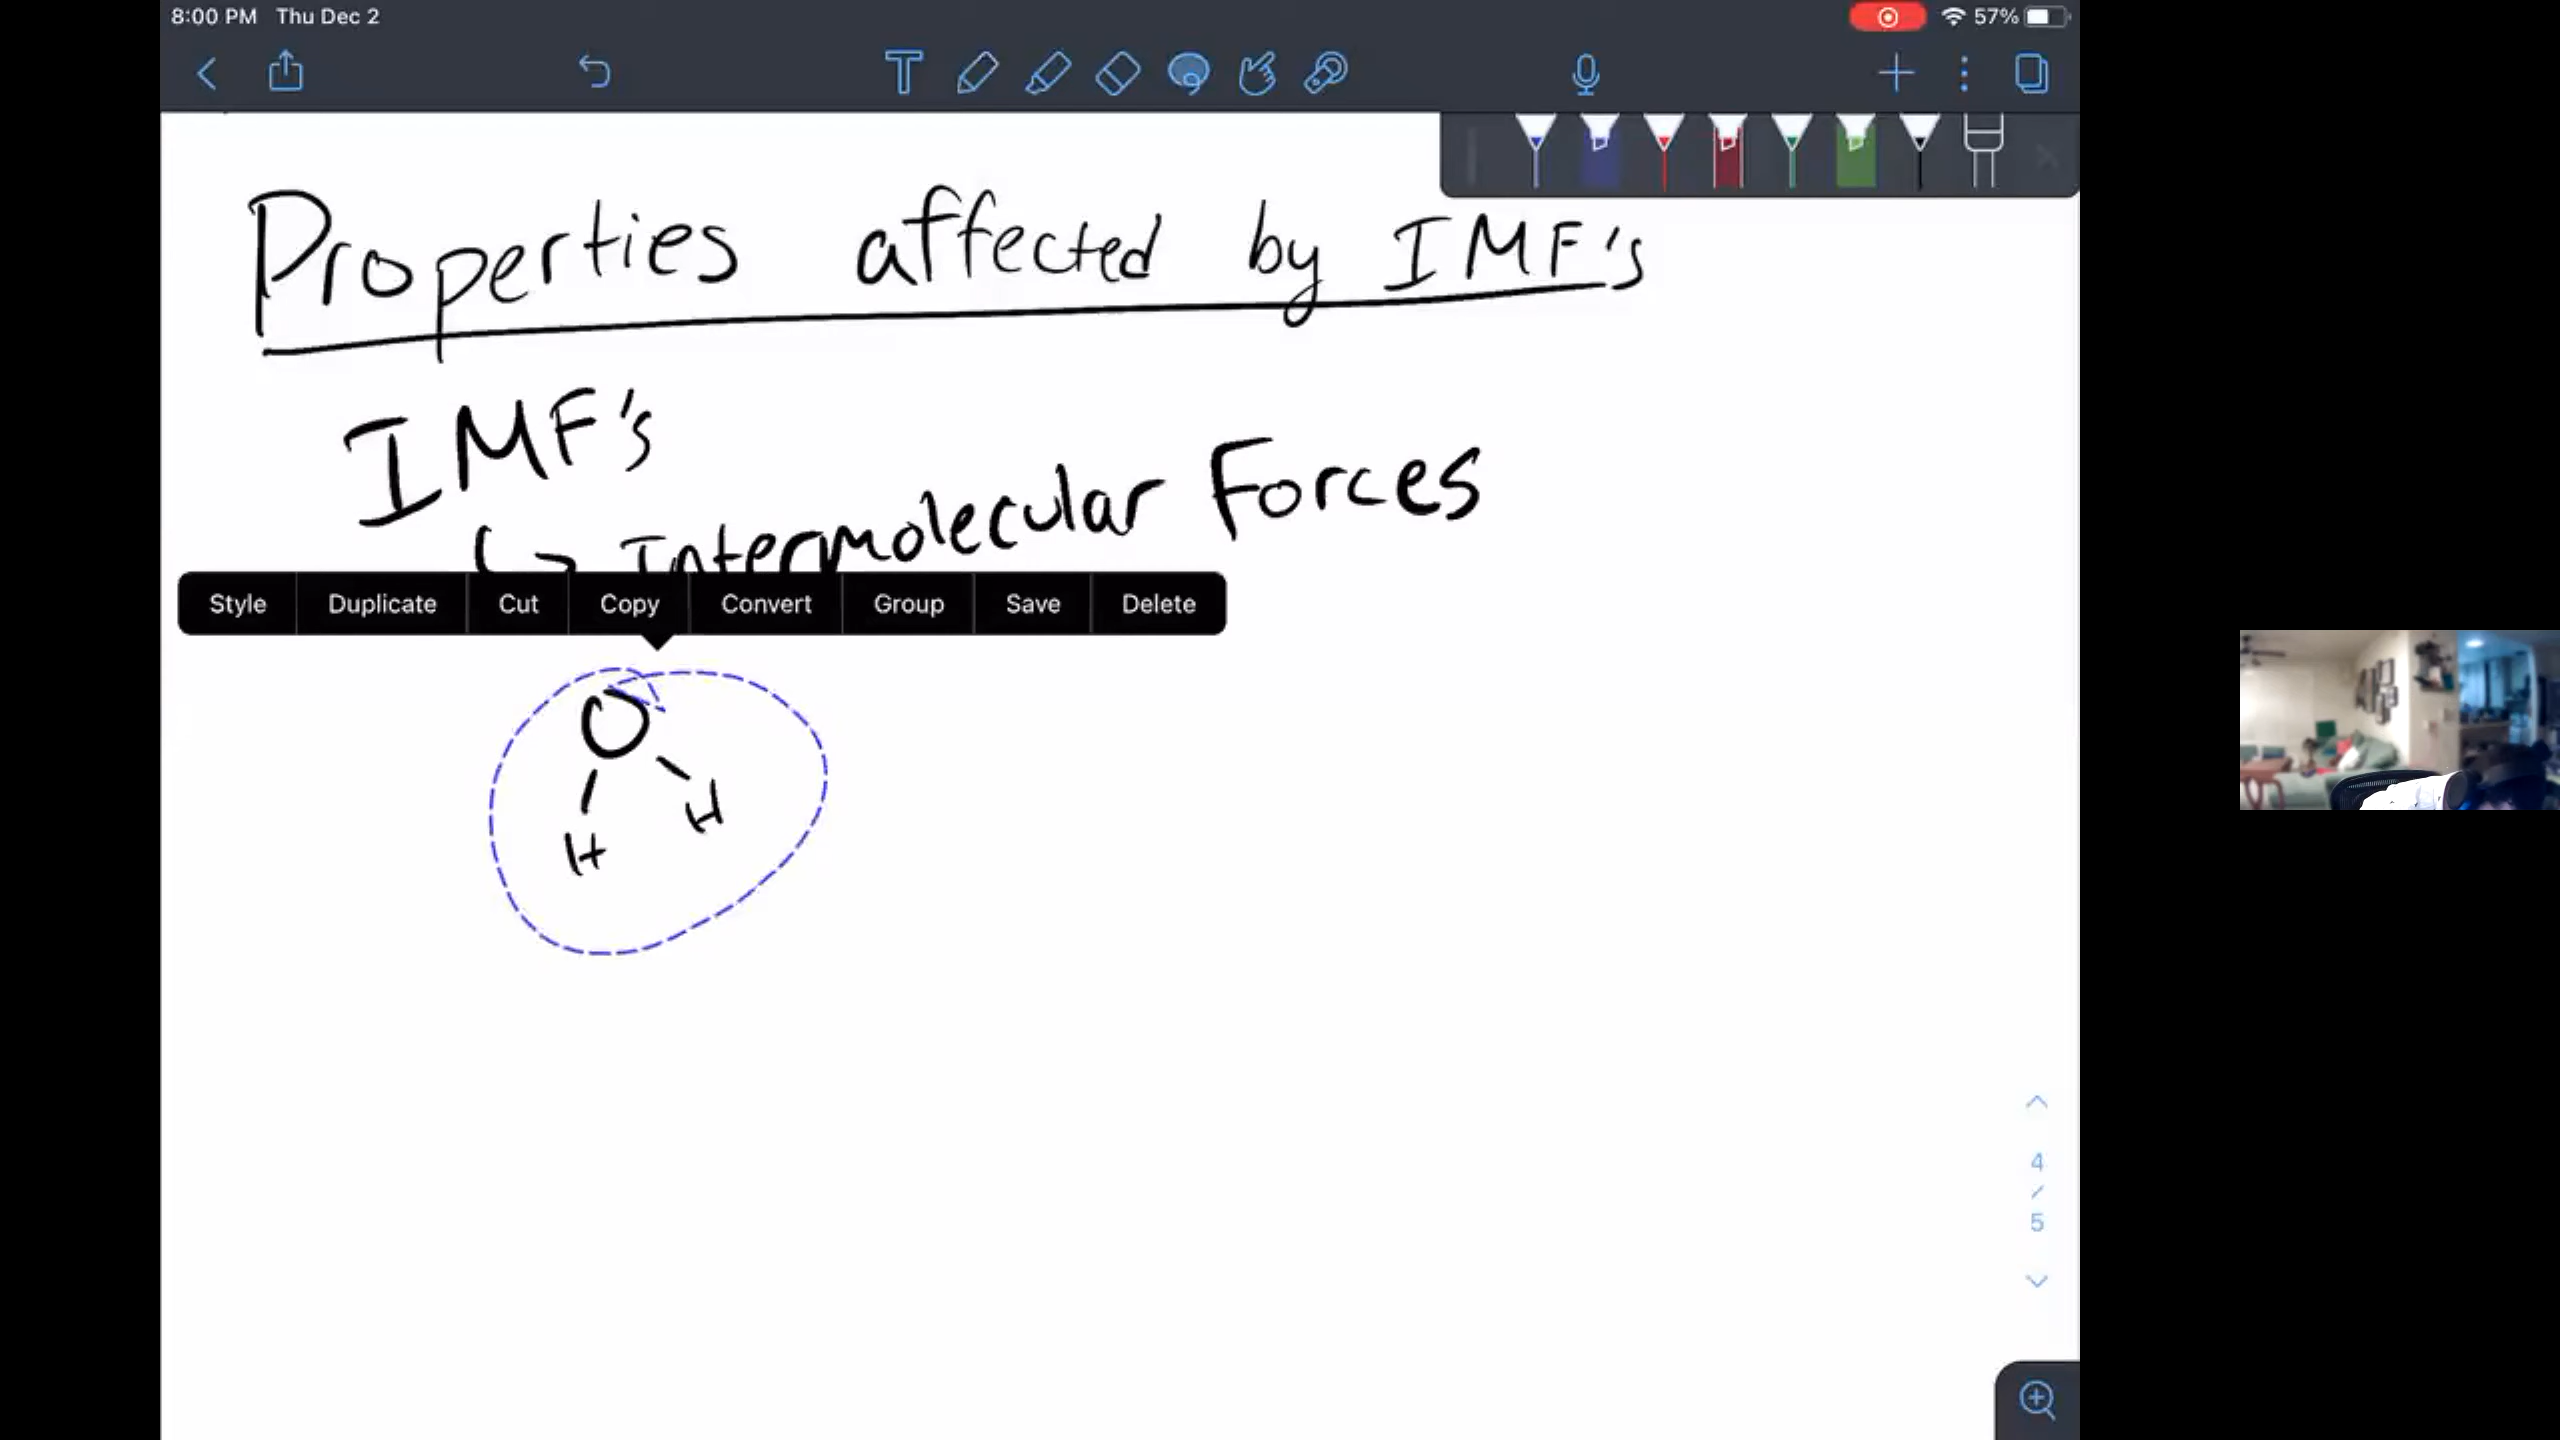 8:00 PM Thu Dec 2
57%
Properties affected by IMF's
IMF's
↳ Intermolecular Forces
Style Duplicate Cut Copy Convert Group Save Delete
O
H H
4
/
5